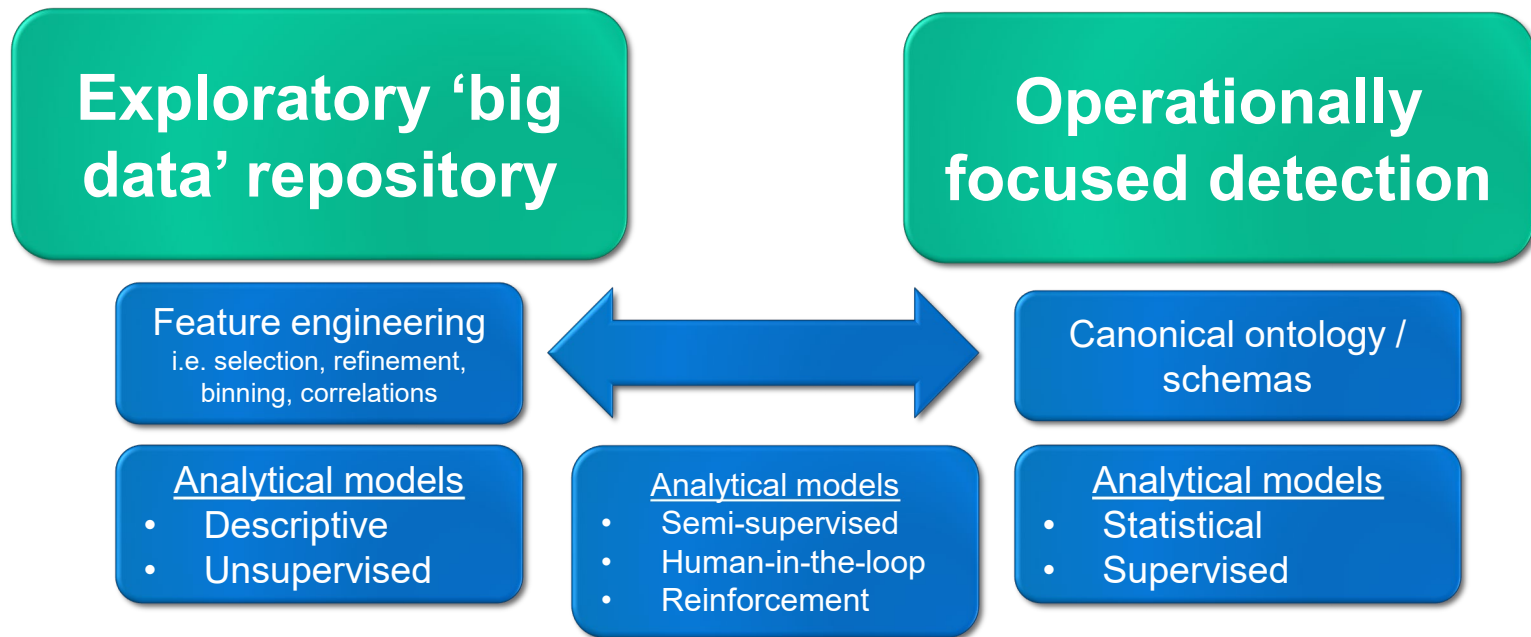 Exploratory ‘big
data’ repository
Operationally
focused detection
Feature engineering
i.e. selection, refinement,
binning, correlations
Canonical ontology /
schemas
Analytical models
• Descriptive
• Unsupervised
Analytical models
• Semi-supervised
• Human-in-the-loop
• Reinforcement
Analytical models
• Statistical
• Supervised